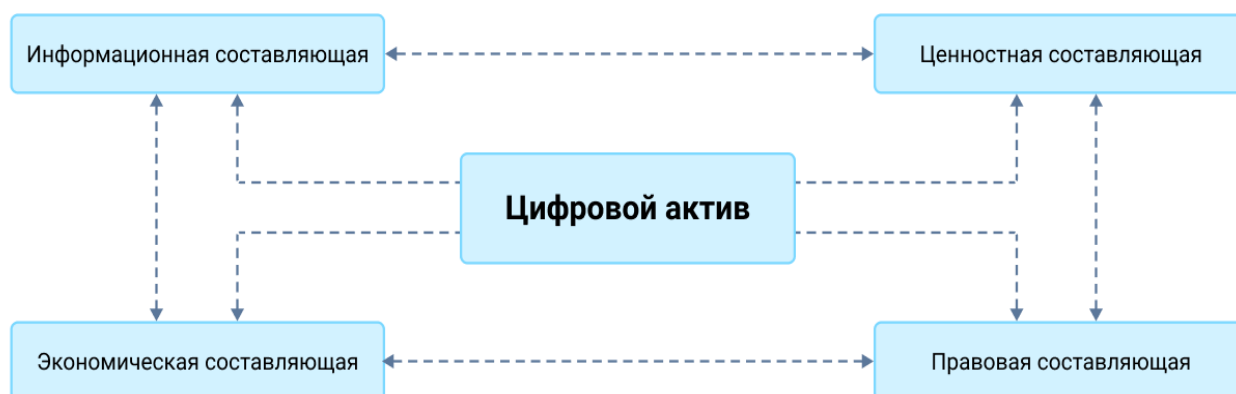 Информационная составляющая
Ценностная составляющая
Цифровой актив
Экономическая составляющая
Правовая составляющая